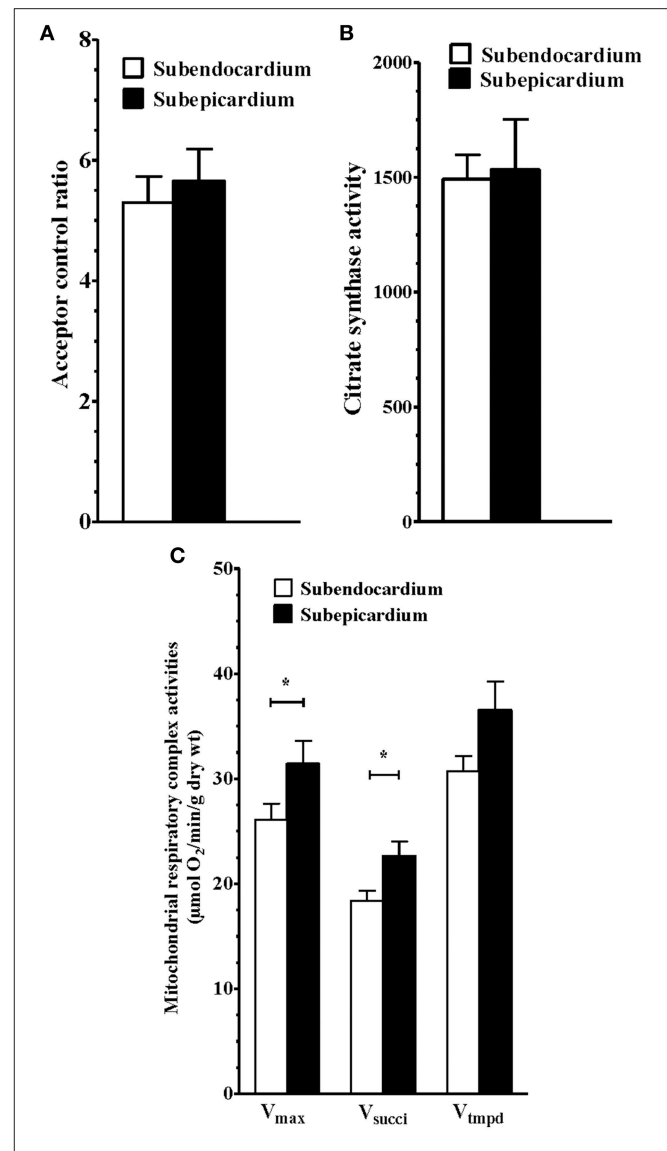 A
Acceptor control ratio
8
6
4
2
0
Subendocardium
Subepicardium
B
Citrate synthase activity
2000
1500
1000
500
0
Subendocardium
Subepicardium
C
Mitochondrial respiratory complex activities
(µmol O₂/min/g dry wt)
50
40
30
20
10
0
Subendocardium
Subepicardium
*
*
Vmax
Vsucci
Vtmpd